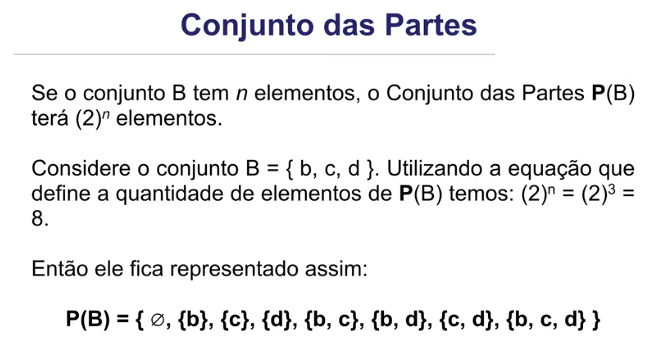 Conjunto das Partes
Se o conjunto B tem n elementos, o Conjunto das Partes P(B)
terá (2)ⁿ elementos.
Considere o conjunto B = { b, c, d }. Utilizando a equação que
define a quantidade de elementos de P(B) temos: (2)ⁿ = (2)³ =
8.
Então ele fica representado assim:
P(B) = { ∅, {b}, {c}, {d}, {b, c}, {b, d}, {c, d}, {b, c, d} }